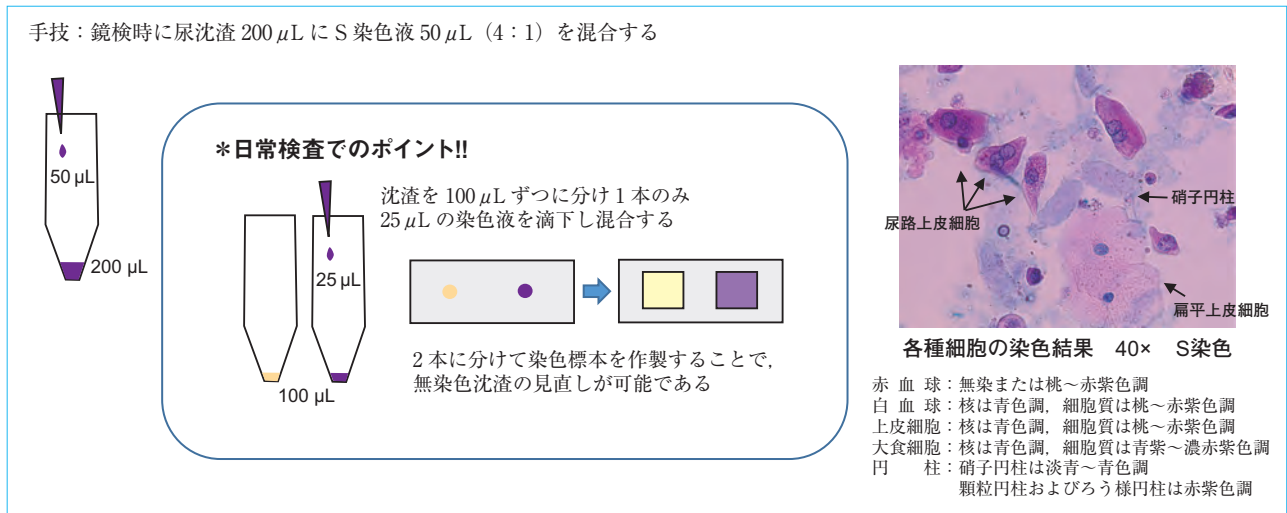 手技：鏡検時に尿沈渣 200 μL に S 染色液 50 μL（4：1）を混合する
50 μL
200 μL
＊日常検査でのポイント!!
沈渣を 100 μL ずつに分け 1 本のみ
25 μL の染色液を滴下し混合する
25 μL
100 μL
2 本に分けて染色標本を作製することで，
無染色沈渣の見直しが可能である
尿路上皮細胞
硝子円柱
扁平上皮細胞
各種細胞の染色結果　40×　S染色
赤 血 球：無染または桃～赤紫色調
白 血 球：核は青色調，細胞質は桃～赤紫色調
上皮細胞：核は青色調，細胞質は桃～赤紫色調
大食細胞：核は青色調，細胞質は青紫～濃赤紫色調
円　　柱：硝子円柱は淡青～青色調
顆粒円柱およびろう様円柱は赤紫色調